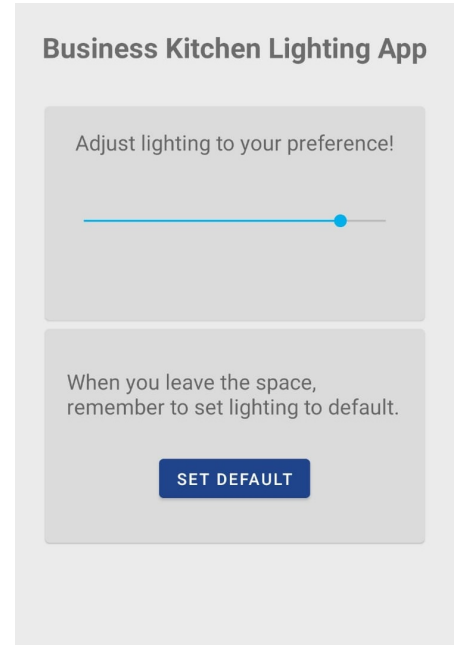 Business Kitchen Lighting App
Adjust lighting to your preference!
When you leave the space,
remember to set lighting to default.
SET DEFAULT